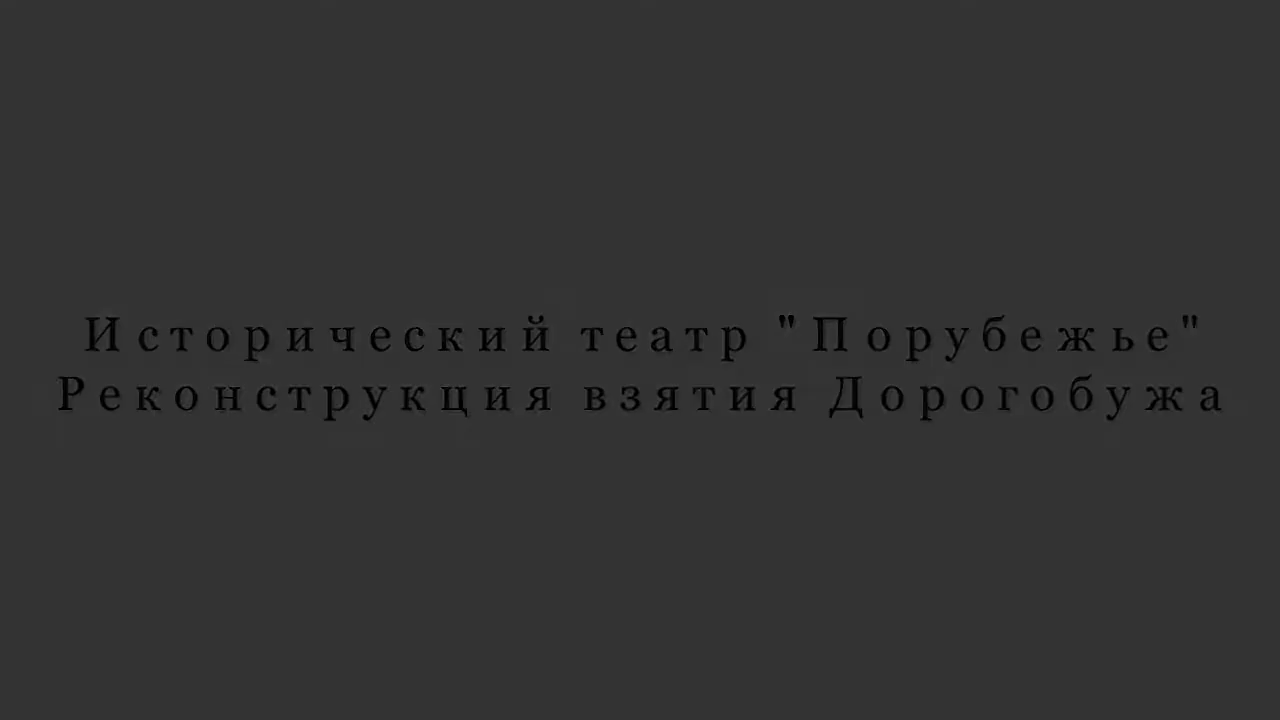 Исторический театр "Порубежье"
Реконструкция взятия Дорогобужа